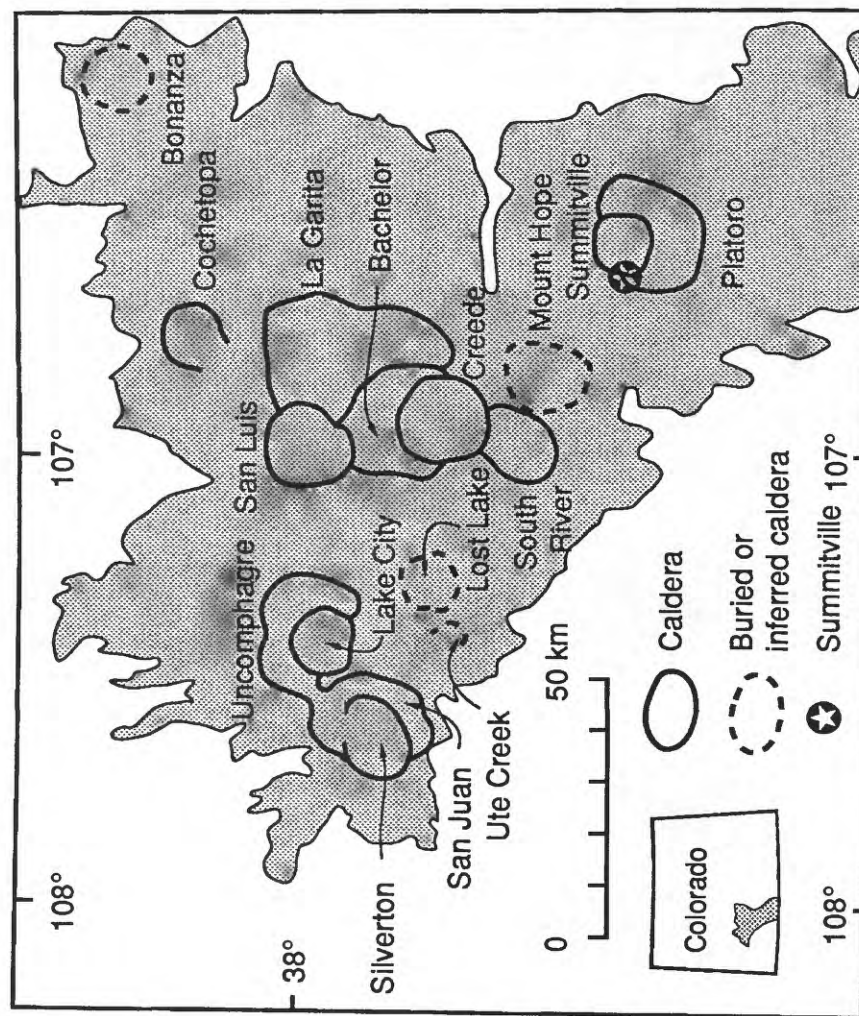 108°
107°
38°
Bonanza
Cochetopa
La Garita
Bachelor
San Luis
Uncomphagre
Lake City
Silverton
San Juan
Ute Creek
Lost Lake
South
River
Creede
Mount Hope
Summitville
Platoro
0
50 km
Colorado
Caldera
Buried or
inferred caldera
Summitville
108°
107°